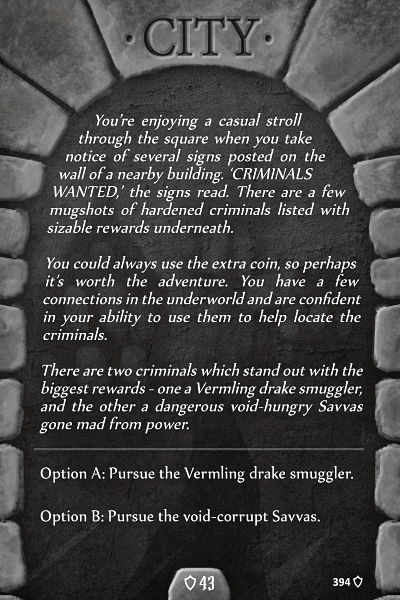 · CITY ·
You're enjoying a casual stroll
through the square when you take
notice of several signs posted on the
wall of a nearby building. 'CRIMINALS
WANTED,' the signs read. There are a few
mugshots of hardened criminals listed with
sizable rewards underneath.
You could always use the extra coin, so perhaps
it's worth the adventure. You have a few
connections in the underworld and are confident
in your ability to use them to help locate the
criminals.
There are two criminals which stand out with the
biggest rewards - one a Vermling drake smuggler,
and the other a dangerous void-hungry Savvas
gone mad from power.
Option A: Pursue the Vermling drake smuggler.
Option B: Pursue the void-corrupt Savvas.
43
394